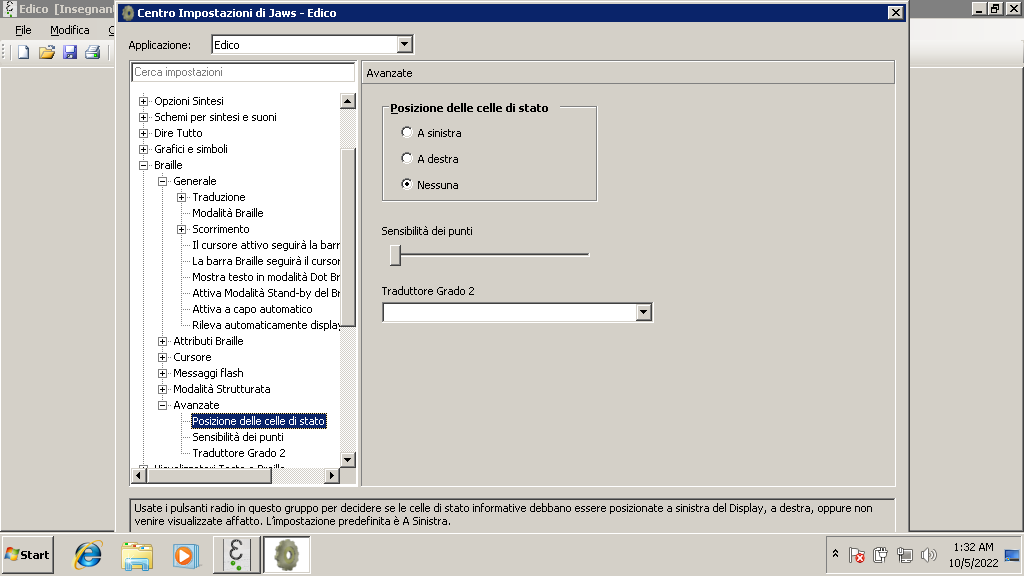 Edico [Insegnant
Centro Impostazioni di Jaws - Edico
File Modifica
Applicazione: Edico
Cerca impostazioni
Avanzate
Opzioni Sintesi
Schemi per sintesi e suoni
Dire Tutto
Grafici e simboli
Braille
Generale
Traduzione
Modalità Braille
Scorrimento
Il cursore attivo seguirà la barr
La barra Braille seguirà il cursor
Mostra testo in modalità Dot Br
Attiva Modalità Stand-by del Br
Attiva a capo automatico
Rileva automaticamente display
Attributi Braille
Cursore
Messaggi flash
Modalità Strutturata
Avanzate
Posizione delle celle di stato
Sensibilità dei punti
Traduttore Grado 2
Posizione delle celle di stato
A sinistra
A destra
Nessuna
Sensibilità dei punti
Traduttore Grado 2
Usate i pulsanti radio in questo gruppo per decidere se le celle di stato informative debbano essere posizionate a sinistra del Display, a destra, oppure non
venire visualizzate affatto. L'impostazione predefinita è A Sinistra.
Start
1:32 AM
10/5/2022